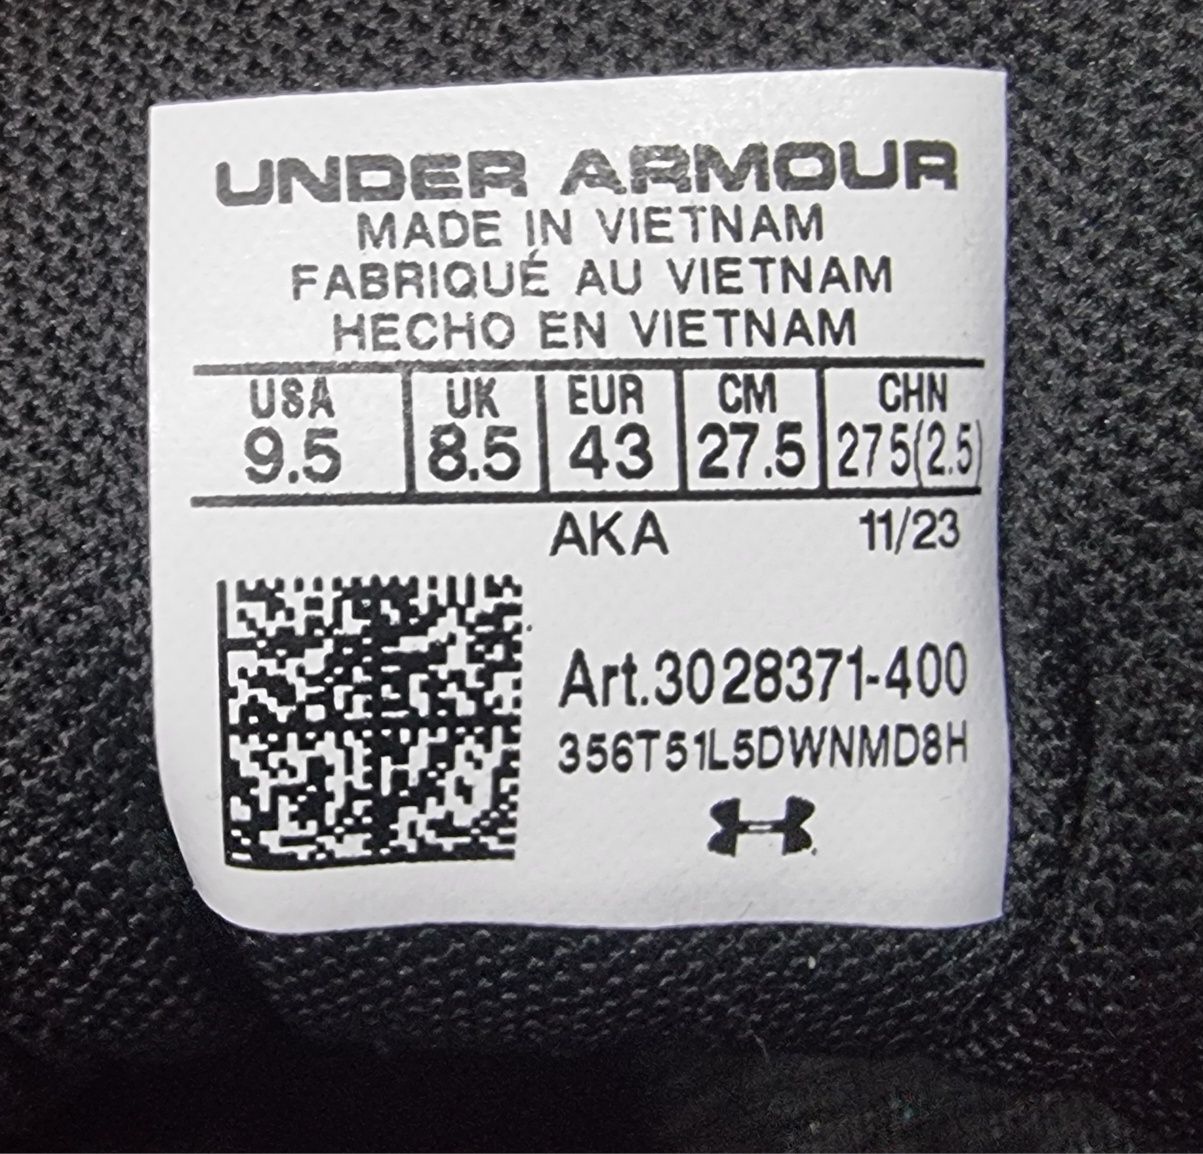 UNDER ARMOUR
MADE IN VIETNAM
FABRIQUÉ AU VIETNAM
HECHO EN VIETNAM
USA UK EUR CM CHN
9.5 8.5 43 27.5 275(2.5)
AKA 11/23
Art.3028371-400
356T51L5DWNMD8H